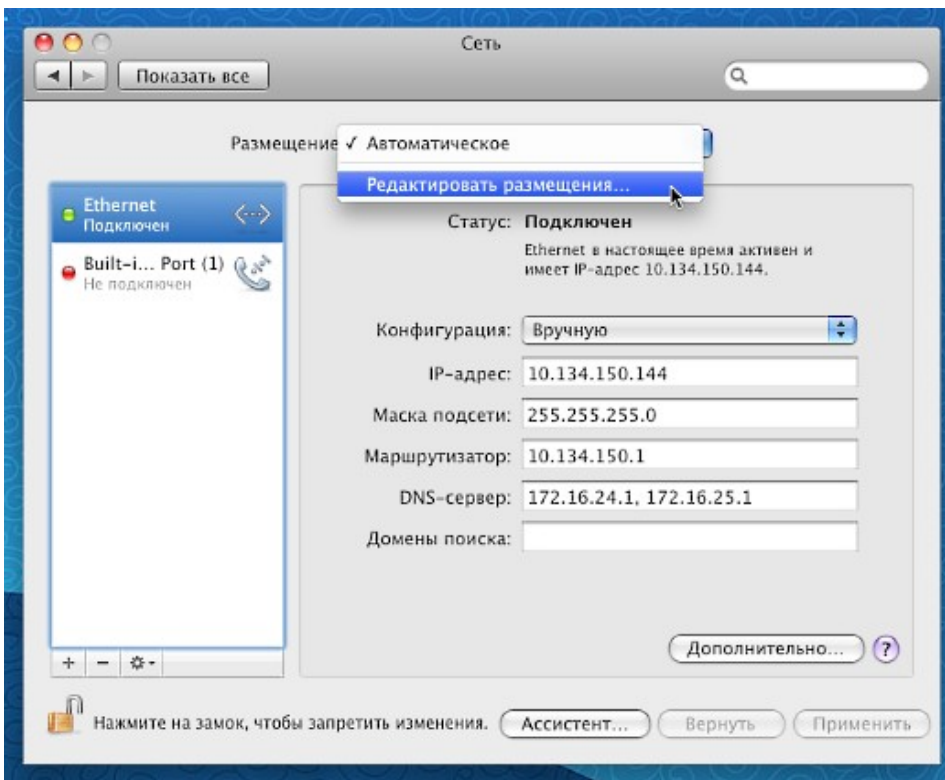 Сеть
Показать все
Размещение
✓ Автоматическое
Редактировать размещения...
Ethernet
Подключен
Built-i... Port (1)
Не подключен
Статус: Подключен
Ethernet в настоящее время активен и
имеет IP-адрес 10.134.150.144.
Конфигурация: Вручную
IP-адрес: 10.134.150.144
Маска подсети: 255.255.255.0
Маршрутизатор: 10.134.150.1
DNS-сервер: 172.16.24.1, 172.16.25.1
Домены поиска:
Дополнительно... ?
Нажмите на замок, чтобы запретить изменения. Ассистент... Вернуть Применить